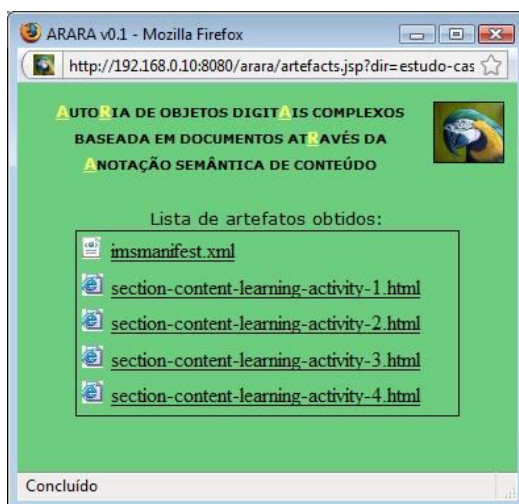 ARARA v0.1 - Mozilla Firefox
http://192.168.0.10:8080/arara/artefacts.jsp?dir=estudo-cas
AUTORIA DE OBJETOS DIGITAIS COMPLEXOS
BASEADA EM DOCUMENTOS ATRAVÉS DA
ANOTAÇÃO SEMÂNTICA DE CONTEÚDO
Lista de artefatos obtidos:
imsmanifest.xml
section-content-learning-activity-1.html
section-content-learning-activity-2.html
section-content-learning-activity-3.html
section-content-learning-activity-4.html
Concluído